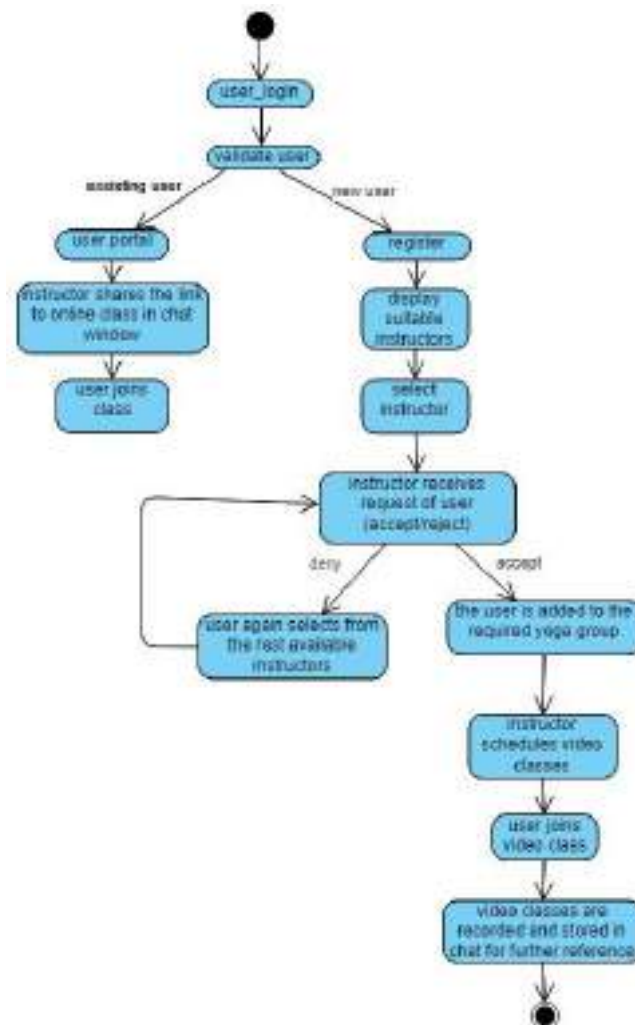 user_login
validate user
exsisting user
new user
user portal
register
instructor shares the link
to online class in chat
window
display
suitable
instructors
user joins
class
select
instructor
instructor receives
request of user
(accept/reject)
deny
accept
user again selects from
the rest available
instructors
the user is added to the
required yoga group
instructor
schedules video
classes
user joins
video class
video classes are
recorded and stored in
chat for further reference